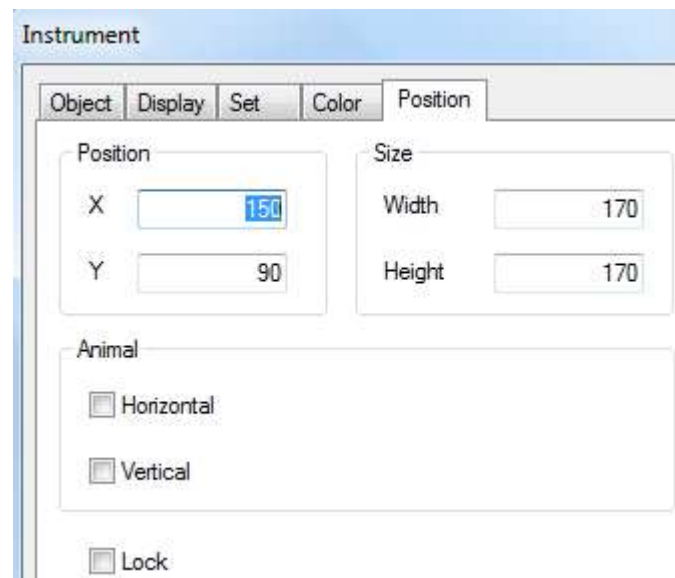 Instrument
Object Display Set Color Position
Position Size
X 150 Width 170
Y 90 Height 170
Animal
Horizontal
Vertical
Lock